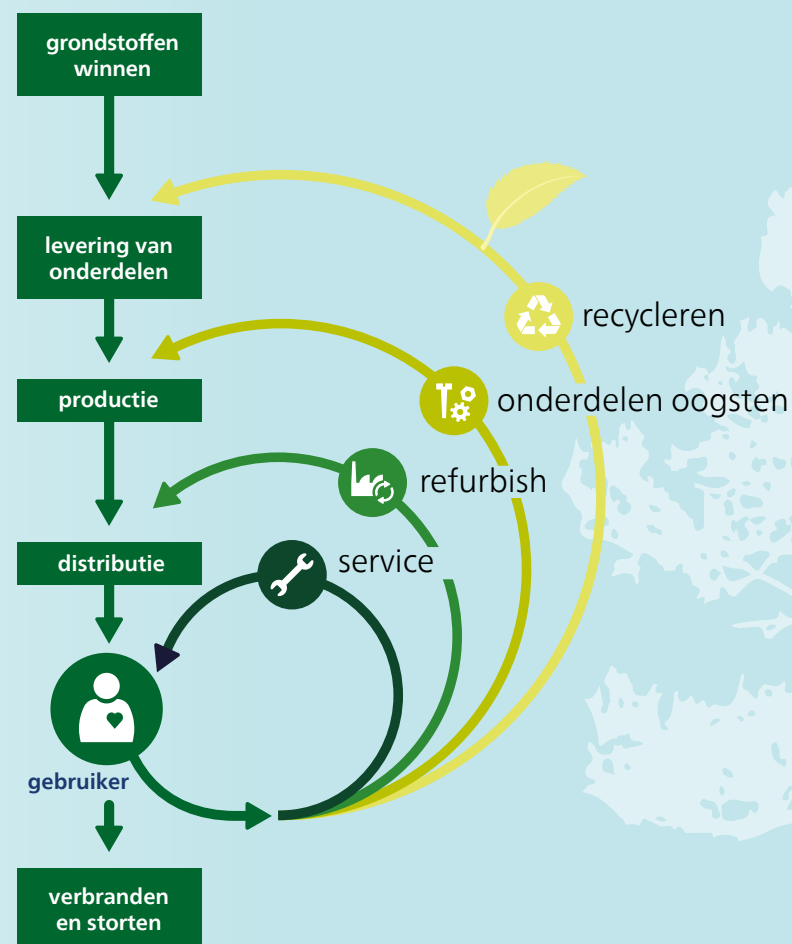 grondstoffen
winnen
levering van
onderdelen
recycleren
productie
onderdelen oogsten
refurbish
distributie
service
gebruiker
verbranden
en storten